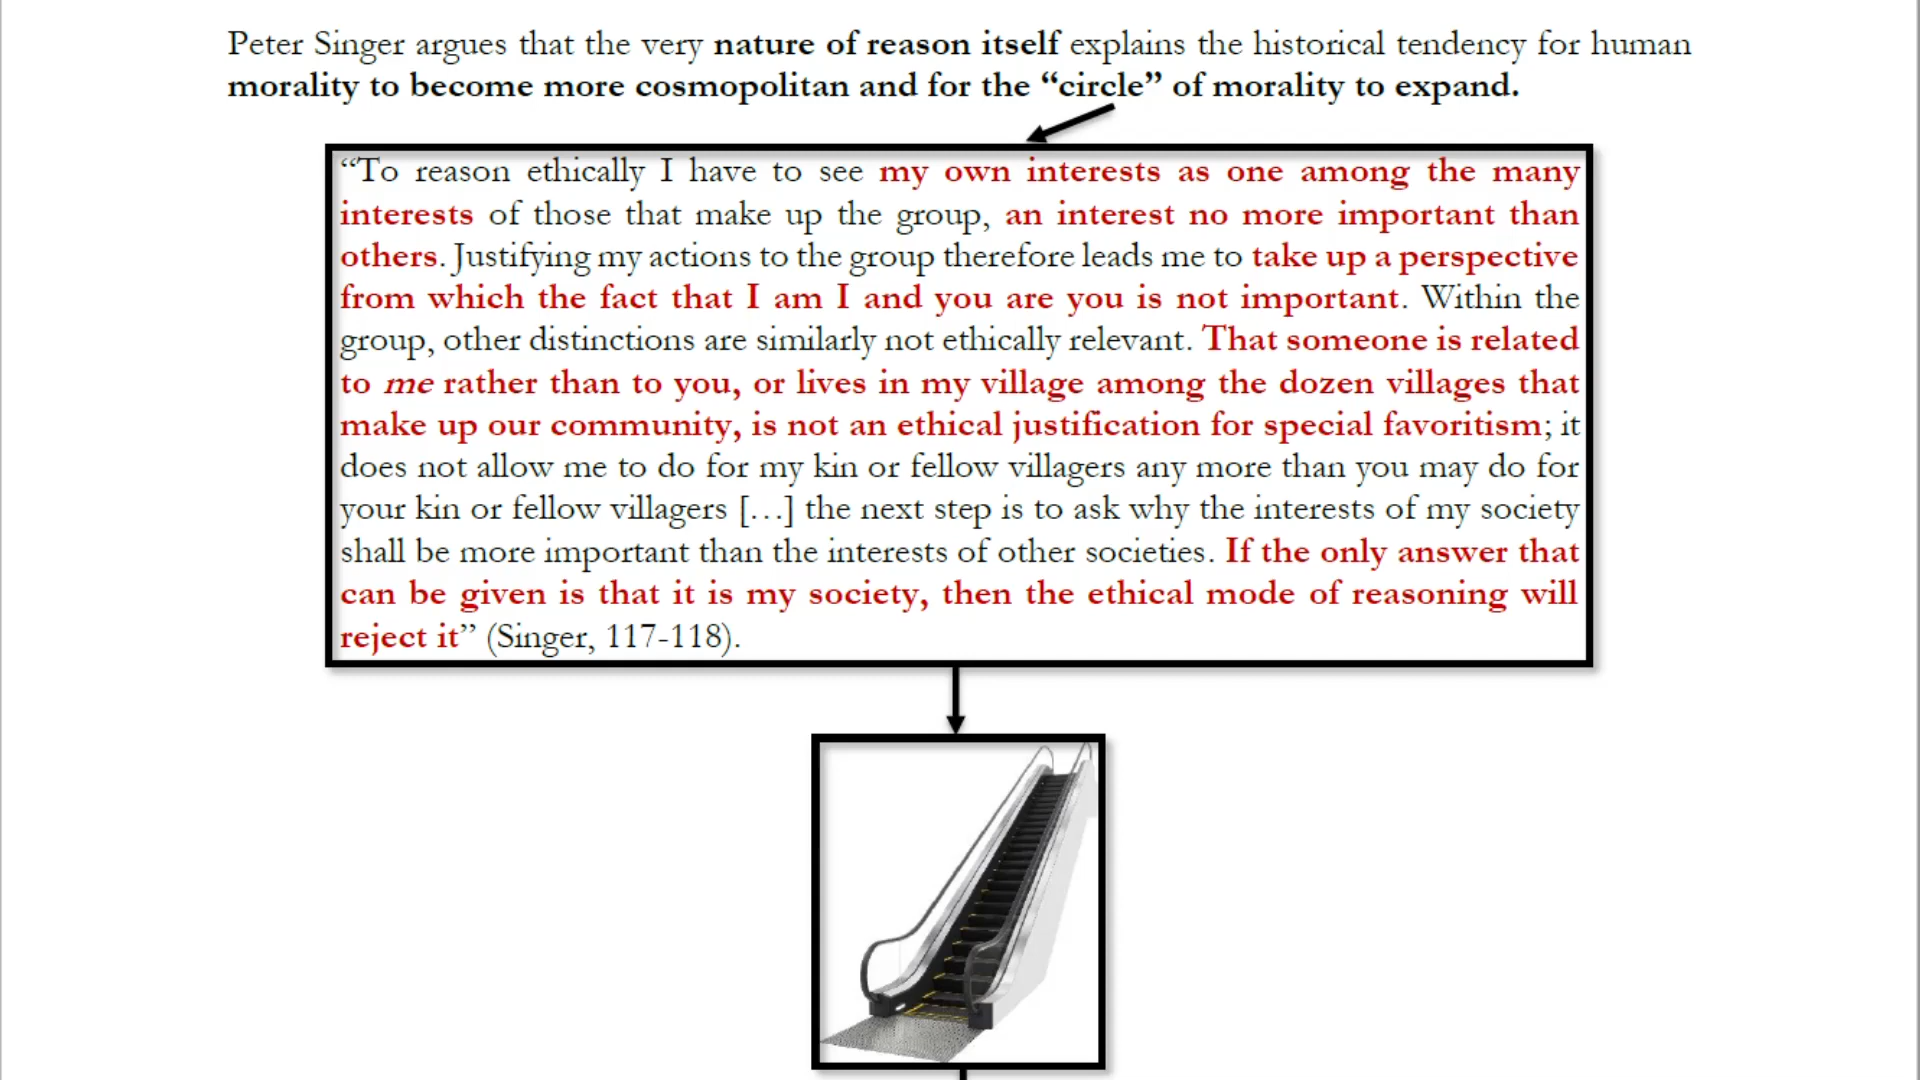 Peter Singer argues that the very nature of reason itself explains the historical tendency for human
morality to become more cosmopolitan and for the “circle” of morality to expand.
“To reason ethically I have to see my own interests as one among the many
interests of those that make up the group, an interest no more important than
others. Justifying my actions to the group therefore leads me to take up a perspective
from which the fact that I am I and you are you is not important. Within the
group, other distinctions are similarly not ethically relevant. That someone is related
to me rather than to you, or lives in my village among the dozen villages that
make up our community, is not an ethical justification for special favoritism; it
does not allow me to do for my kin or fellow villagers any more than you may do for
your kin or fellow villagers […] the next step is to ask why the interests of my society
shall be more important than the interests of other societies. If the only answer that
can be given is that it is my society, then the ethical mode of reasoning will
reject it” (Singer, 117-118).